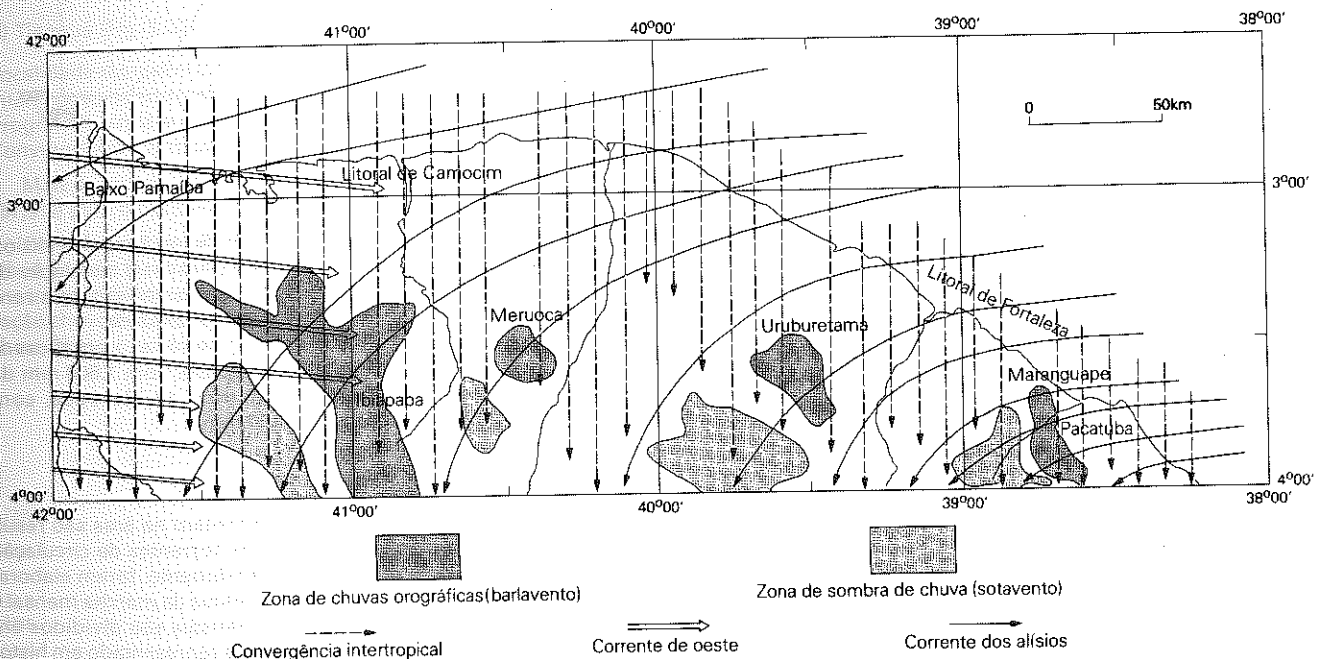 42°00' 41°00' 40°00' 39°00' 38°00'
0 50km
Baixo Parnaíba
Litoral de Camocim
3°00' 3°00'
Litoral de Fortaleza
Meruoca
Uruburetama
Maranguape
Ibiapaba
Pacatuba
4°00' 4°00'
42°00' 41°00' 40°00' 39°00' 38°00'
Zona de chuvas orográficas (barlavento)
Zona de sombra de chuva (sotavento)
Convergência intertropical
Corrente de oeste
Corrente dos alísios